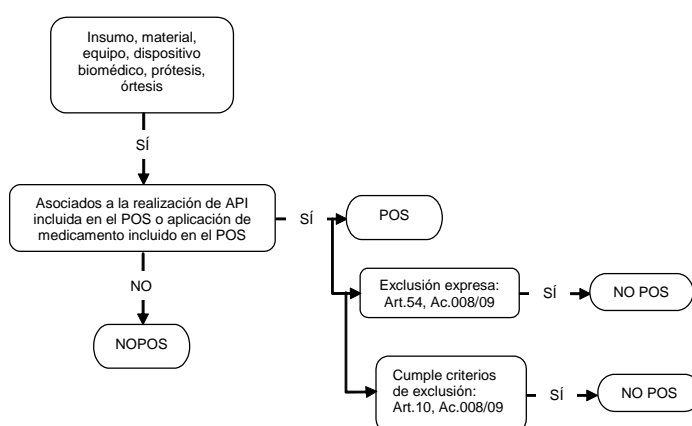 Insumo, material,
equipo, dispositivo
biomédico, prótesis,
órtesis
SÍ
Asociados a la realización de API
incluida en el POS o aplicación de
medicamento incluido en el POS
SÍ
POS
NO
NOPOS
Exclusión expresa:
Art.54, Ac.008/09
SÍ
NO POS
Cumple criterios
de exclusión:
Art.10, Ac.008/09
SÍ
NO POS